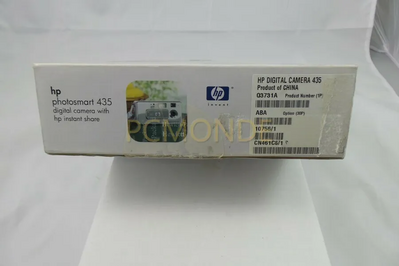 hp
photosmart 435
digital camera with
hp instant share
hp
invent
HP DIGITAL CAMERA 435
Product of CHINA
Q3731A Product Number (1P)
ABA Option (30P)
PCMOND